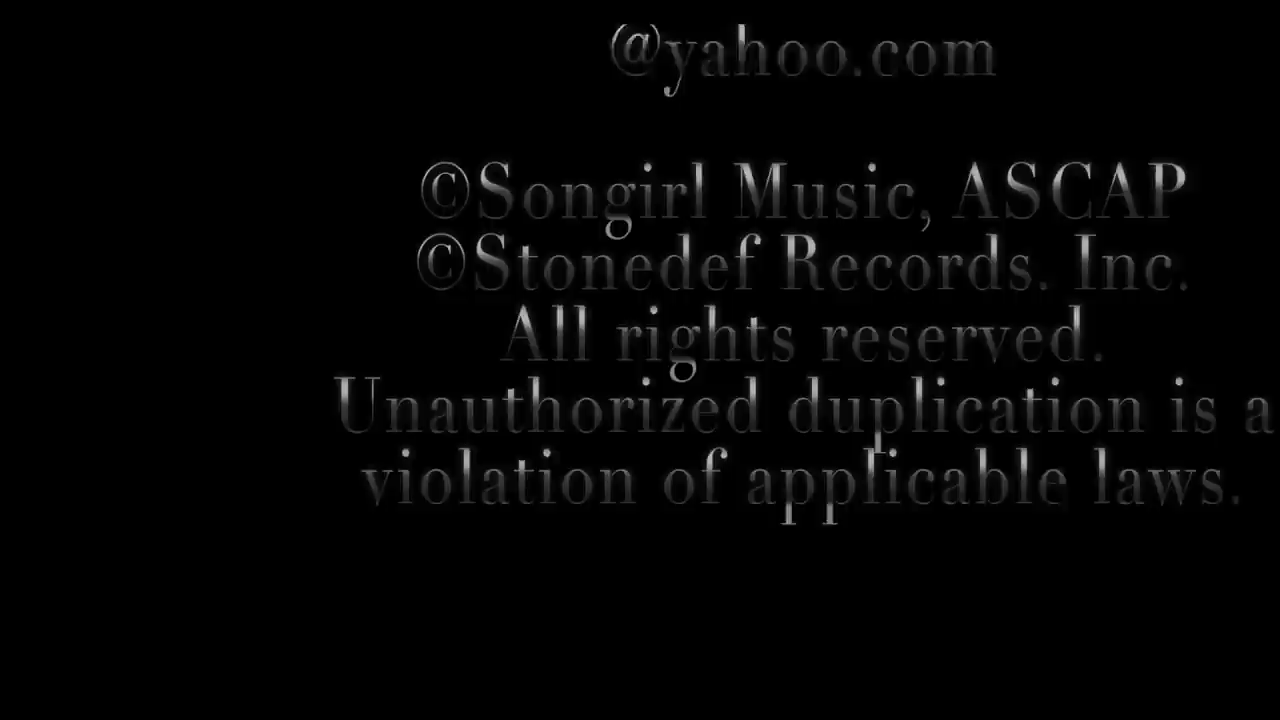 @yahoo.com
©Songirl Music, ASCAP
©Stonedef Records. Inc.
All rights reserved.
Unauthorized duplication is a
violation of applicable laws.